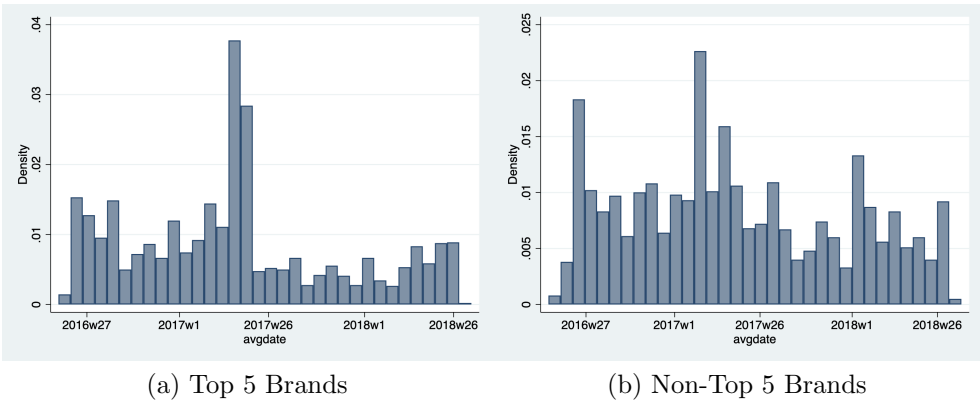 .04
.03
.02
.01
0
Density
2016w27 2017w1 2017w26 2018w1 2018w26
avgdate
(a) Top 5 Brands
.025
.02
.015
.01
.005
0
Density
2016w27 2017w1 2017w26 2018w1 2018w26
avgdate
(b) Non-Top 5 Brands